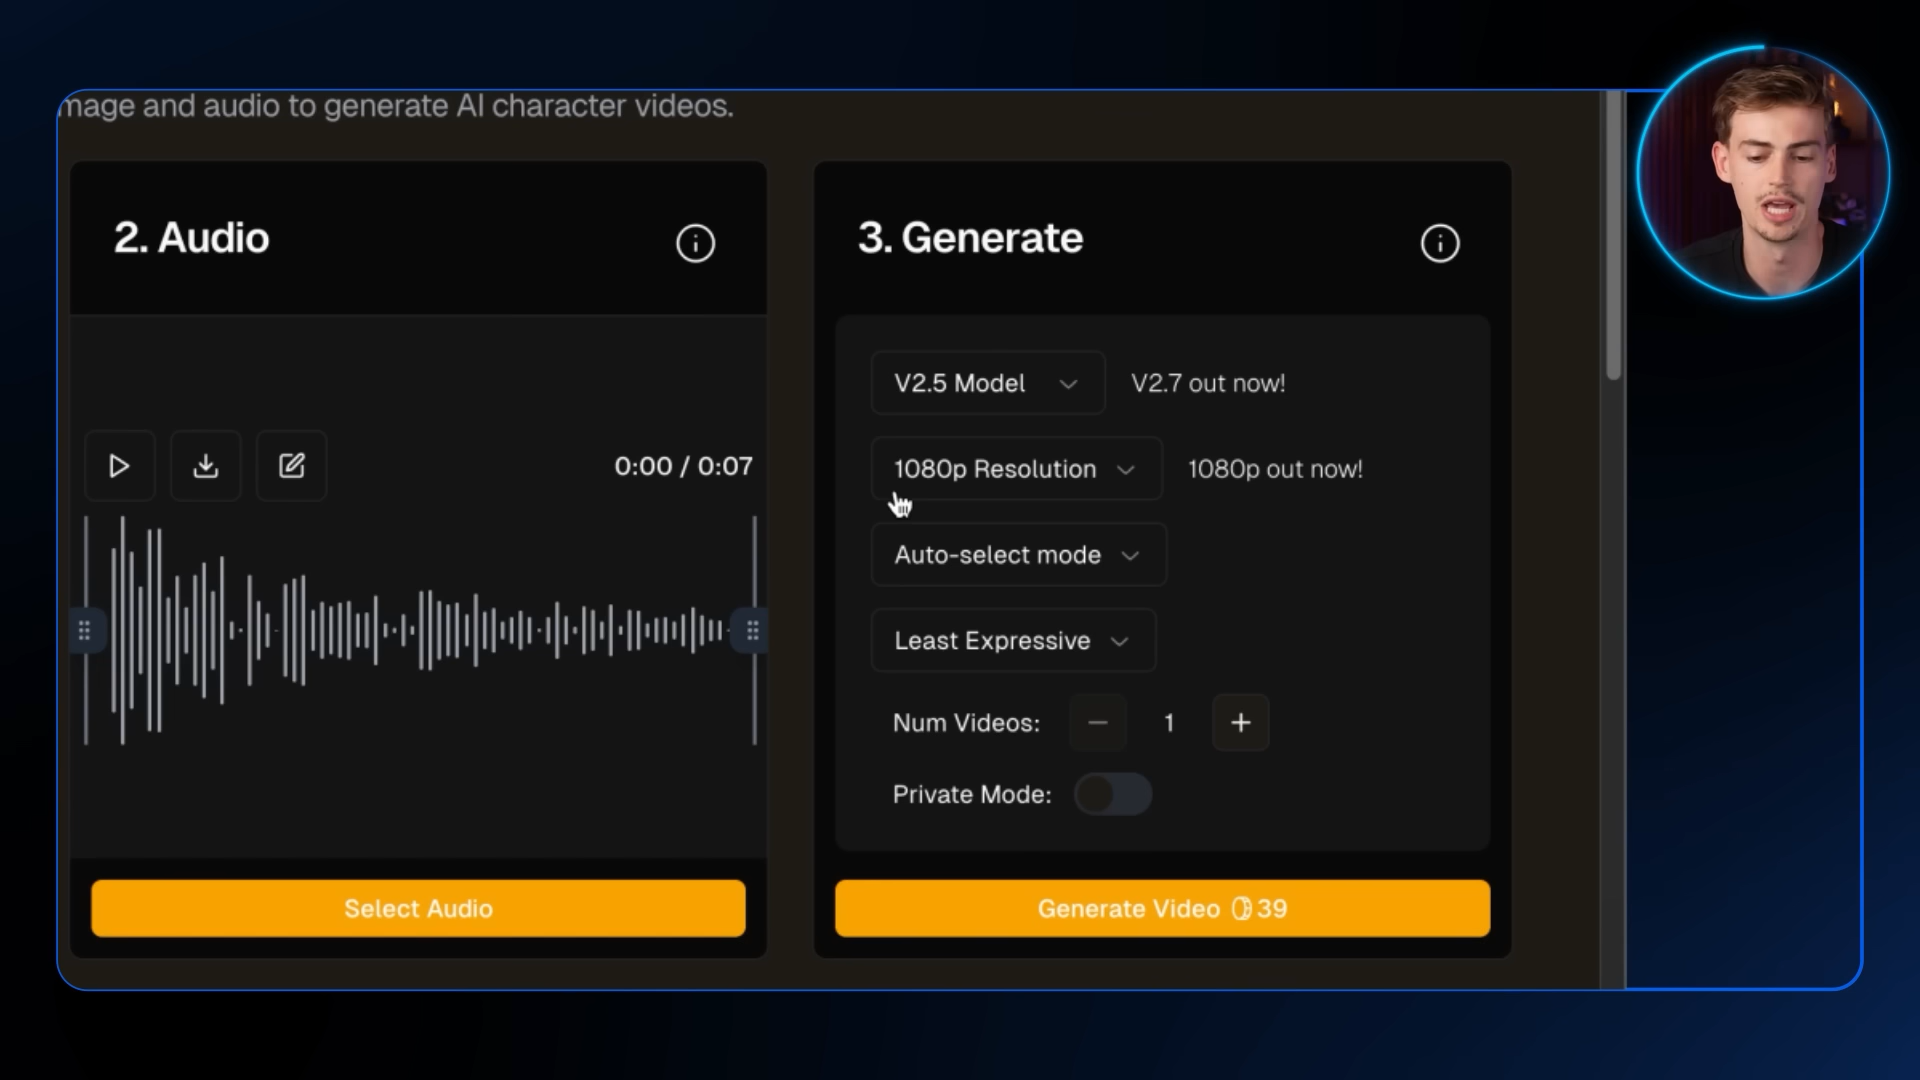 mage and audio to generate AI character videos.
2. Audio
0:00 / 0:07
Select Audio
3. Generate
V2.5 Model
V2.7 out now!
1080p Resolution
1080p out now!
Auto-select mode
Least Expressive
Num Videos: 1
Private Mode:
Generate Video 39